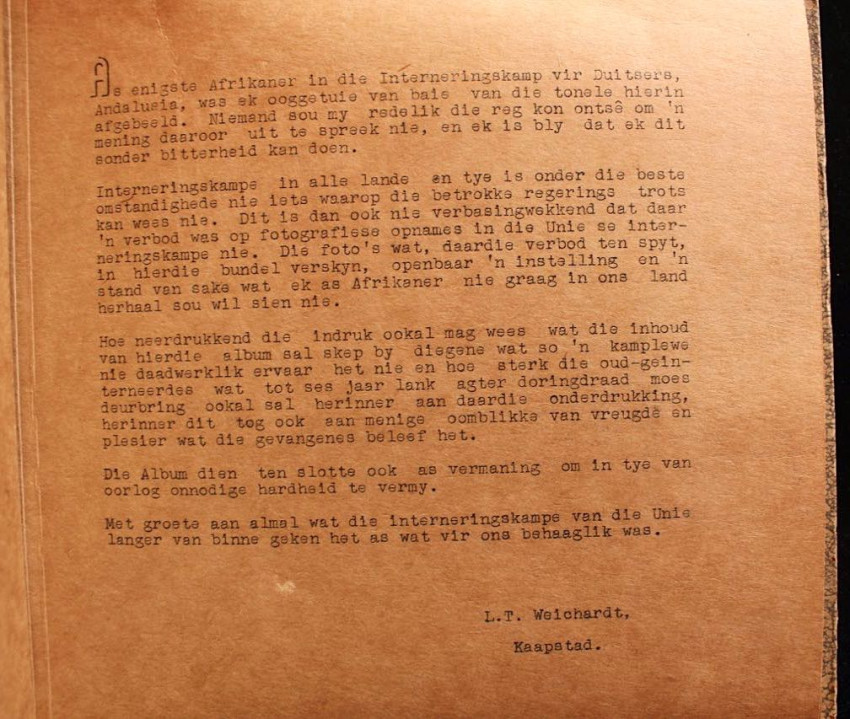 As enigste Afrikaner in die Interneringskamp vir Duitsers,
Andalusia, was ek ooggetuie van baie van die tonele hierin
afgebeeld. Niemand sou my redelik die reg kon ontsê om 'n
mening daaroor uit te spreek nie, en ek is bly dat ek dit
sonder bitterheid kan doen.
Interneringskampe in alle lande en tye is onder die beste
omstandighede nie iets waarop die betrokke regerings trots
kan wees nie. Dit is dan ook nie verbasingwekkend dat daar
'n verbod was op fotografiese opnames in die Unie se inter-
neringskampe nie. Die foto's wat, daardie verbod ten spyt,
in hierdie bundel verskyn, openbaar 'n instelling en 'n
stand van sake wat ek as Afrikaner nie graag in ons land
herhaal sou wil sien nie.
Hoe neerdrukkend die indruk ookal mag wees wat die inhoud
van hierdie album sal skep by diegene wat so 'n kamplewe
nie daadwerklik ervaar het nie en hoe sterk die oud-gein-
terneerdes wat tot ses jaar lank agter doringdraad moes
deurbring ookal sal herinner aan daardie onderdrukking,
herinner dit tog ook aan menige oomblikke van vreugde en
plesier wat die gevangenes beleef het.
Die Album dien ten slotte ook as vermaning om in tye van
oorlog onnodige hardheid te vermy.
Met groete aan almal wat die interneringskampe van die Unie
langer van binne geken het as wat vir ons behaaglik was.
L.T. Weichardt,
Kaapstad.